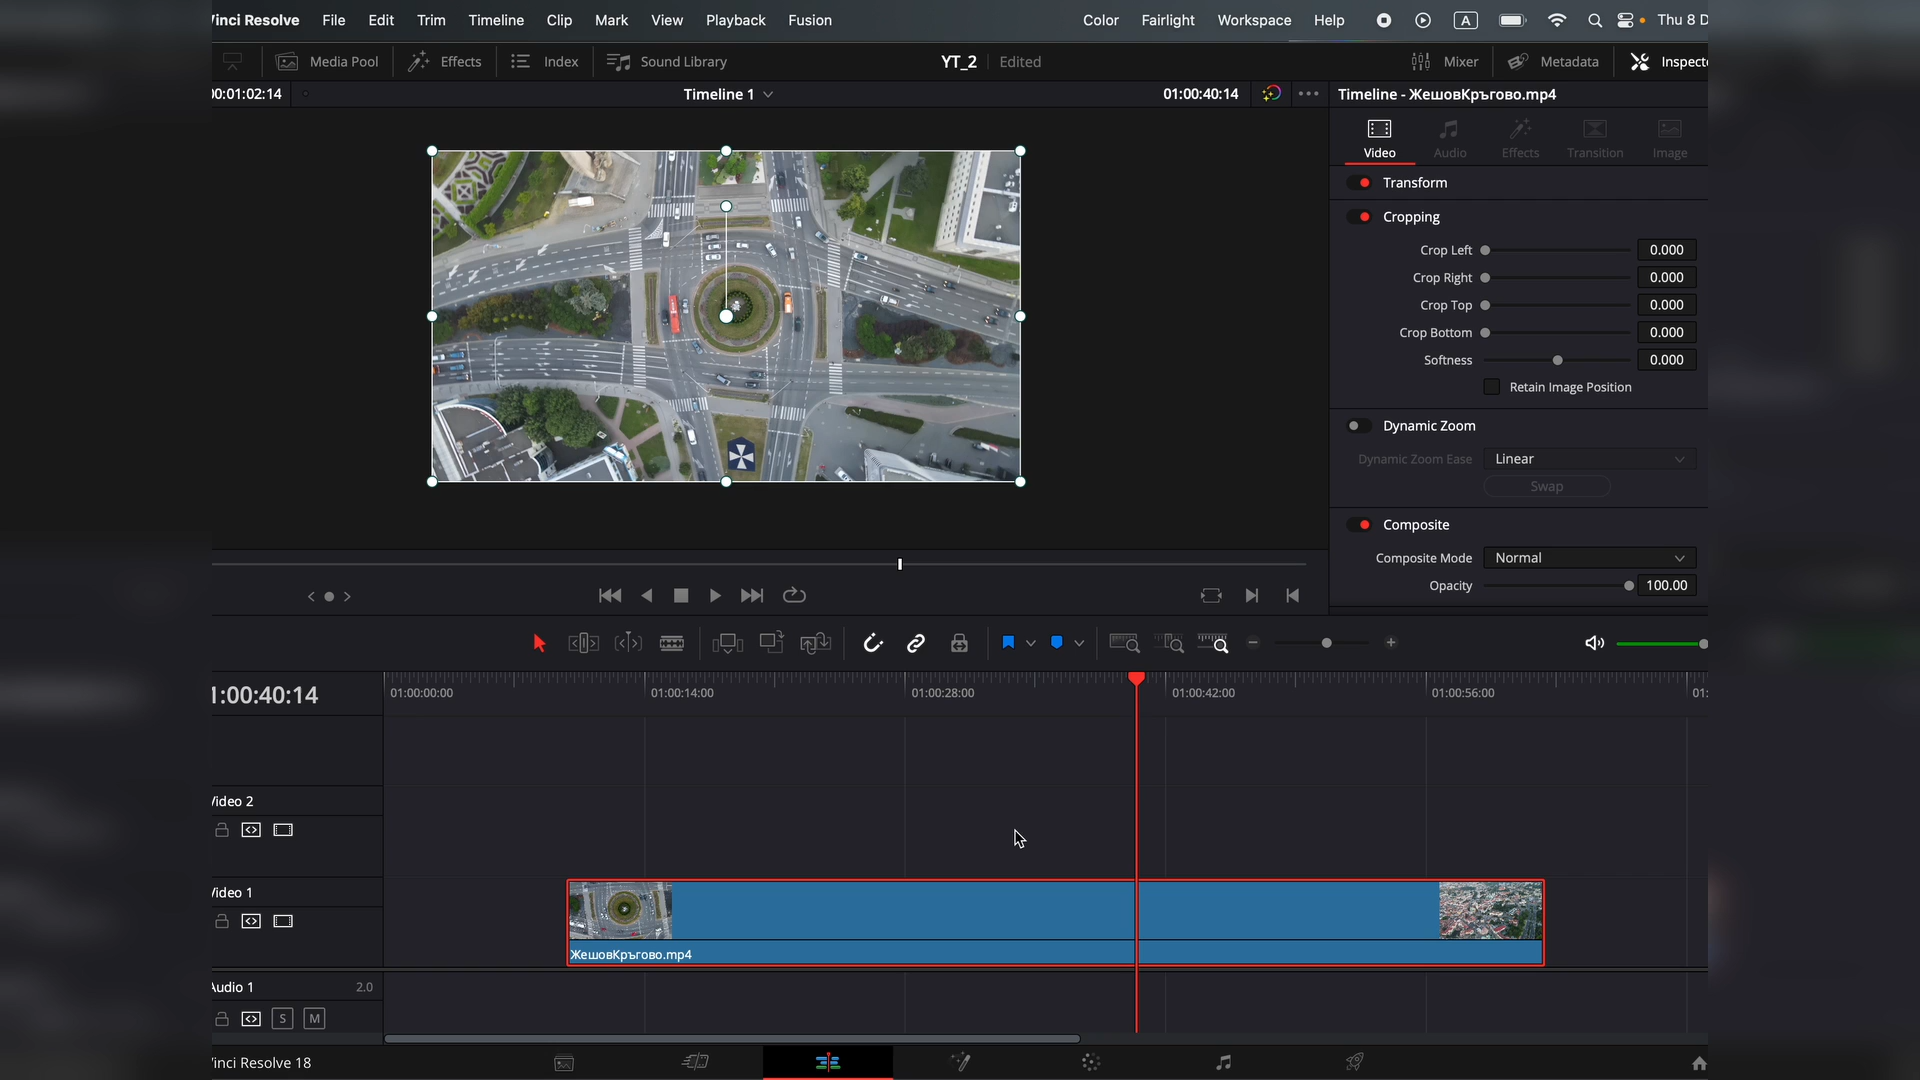 Vinci Resolve File Edit Trim Timeline Clip Mark View Playback Fusion Color Fairlight Workspace Help A Thu 8 D
Media Pool Effects Index Sound Library YT_2 Edited Mixer Metadata Inspecto
00:01:02:14 Timeline 1 01:00:40:14 Timeline - ЖешовКръгово.mp4
Video Audio Effects Transition Image
Transform
Cropping
Crop Left 0.000
Crop Right 0.000
Crop Top 0.000
Crop Bottom 0.000
Softness 0.000
Retain Image Position
Dynamic Zoom
Dynamic Zoom Ease Linear
Swap
Composite
Composite Mode Normal
Opacity 100.00
1:00:40:14 01:00:00:00 01:00:14:00 01:00:28:00 01:00:42:00 01:00:56:00 01:
Video 2
Video 1
ЖешовКръгово.mp4
Audio 1 2.0
S M
Vinci Resolve 18